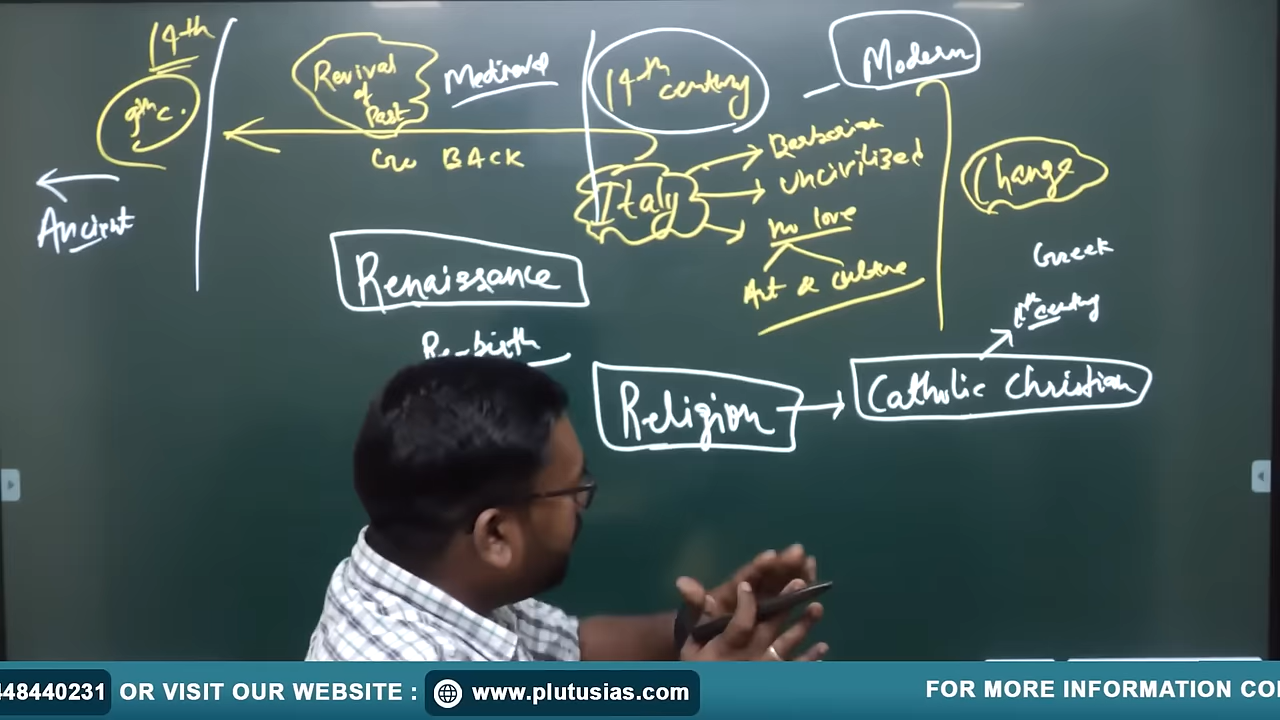 14th
9th c.
Ancient
Revival
of
Past
Medieval
Go BACK
14th
century
Italy
Modern
Barbarian
Uncivilized
No love
Art & culture
Change
Greek
century
Renaissance
Re-birth
Religion
Catholic Christian
448440231 OR VISIT OUR WEBSITE : www.plutusias.com
FOR MORE INFORMATION CO